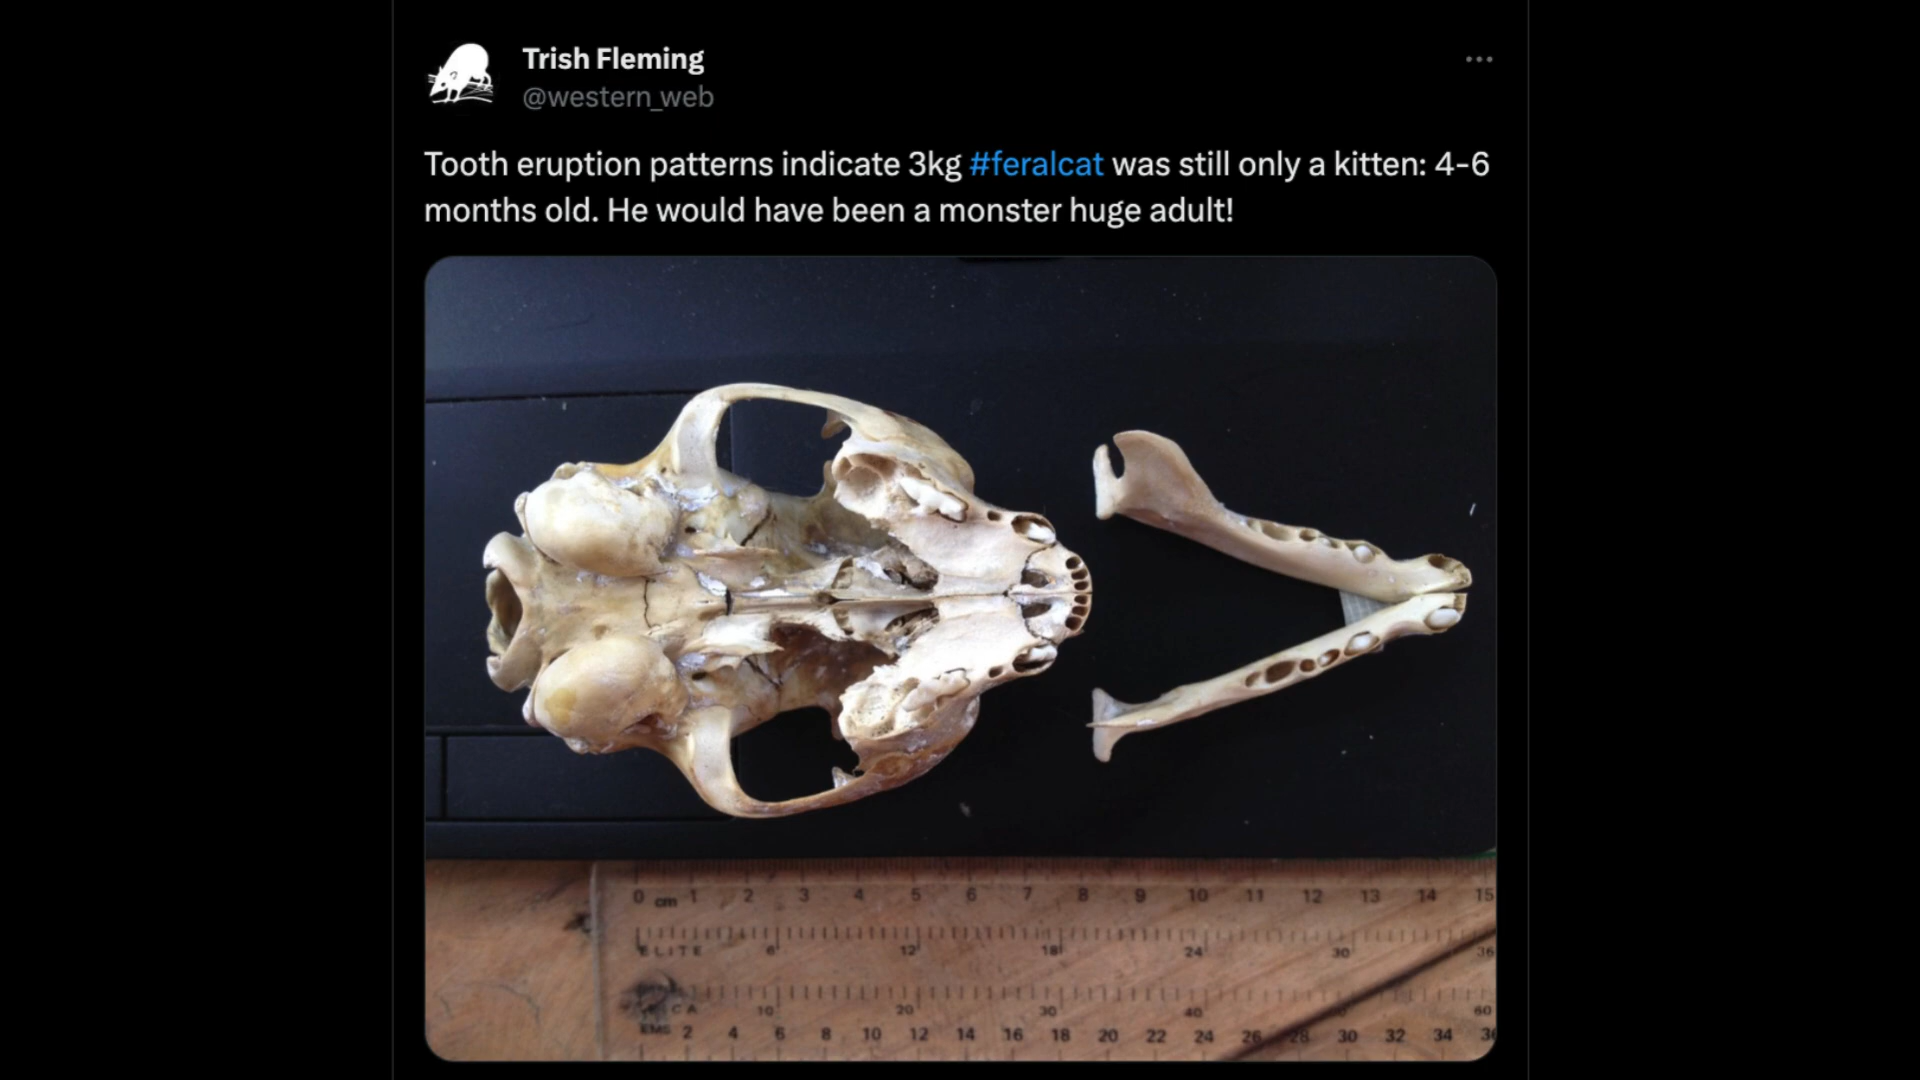 Trish Fleming
@western_web
Tooth eruption patterns indicate 3kg #feralcat was still only a kitten: 4-6
months old. He would have been a monster huge adult!
0 cm 1 2 3 4 5 6 7 8 9 10 11 12 13 14 15
ELITE 6 12 18 24 30 36
10 20 30 40 60
EMS 2 4 6 8 10 12 14 16 18 20 22 24 26 28 30 32 34